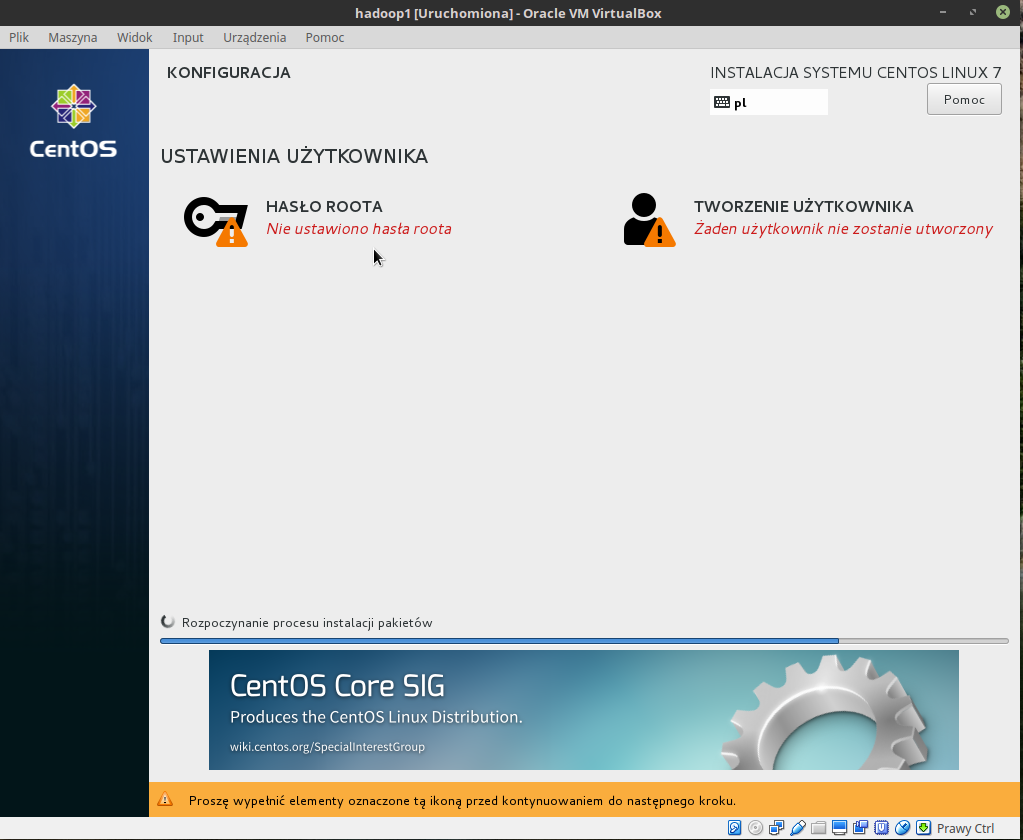 hadoop1 [Uruchomiona] - Oracle VM VirtualBox
Plik Maszyna Widok Input Urządzenia Pomoc
CentOS
KONFIGURACJA
INSTALACJA SYSTEMU CENTOS LINUX 7
pl
Pomoc
USTAWIENIA UŻYTKOWNIKA
HASŁO ROOTA
Nie ustawiono hasła roota
TWORZENIE UŻYTKOWNIKA
Żaden użytkownik nie zostanie utworzony
Rozpoczynanie procesu instalacji pakietów
CentOS Core SIG
Produces the CentOS Linux Distribution.
wiki.centos.org/SpecialInterestGroup
Proszę wypełnić elementy oznaczone tą ikoną przed kontynuowaniem do następnego kroku.
Prawy Ctrl